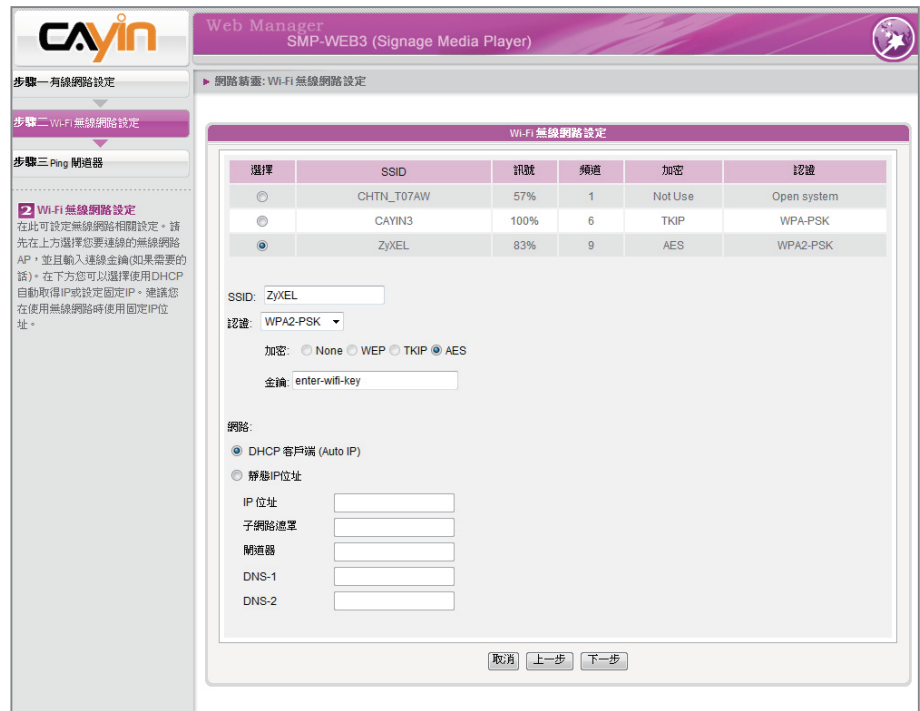 CAYIN
Web Manager
SMP-WEB3 (Signage Media Player)
步驟一 有線網路設定
步驟二 Wi-Fi 無線網路設定
步驟三 Ping 閘道器
2 Wi-Fi 無線網路設定
在此可設定無線網路相關設定。請
先在上方選擇您要連線的無線網路
AP,並且輸入連線金鑰(如果需要的
話)。在下方您可以選擇使用DHCP
自動取得IP或設定固定IP。建議您
在使用無線網路時使用固定IP位
址。
網路精靈: Wi-Fi 無線網路設定
Wi-Fi 無線網路設定
選擇 SSID 訊號 頻道 加密 認證
CHTN_T07AW 57% 1 Not Use Open system
CAYIN3 100% 6 TKIP WPA-PSK
ZyXEL 83% 9 AES WPA2-PSK
SSID: ZyXEL
認證: WPA2-PSK
加密: None WEP TKIP AES
金鑰: enter-wifi-key
網路:
DHCP 客戶端 (Auto IP)
靜態IP位址
IP 位址
子網路遮罩
閘道器
DNS-1
DNS-2
取消 上一步 下一步